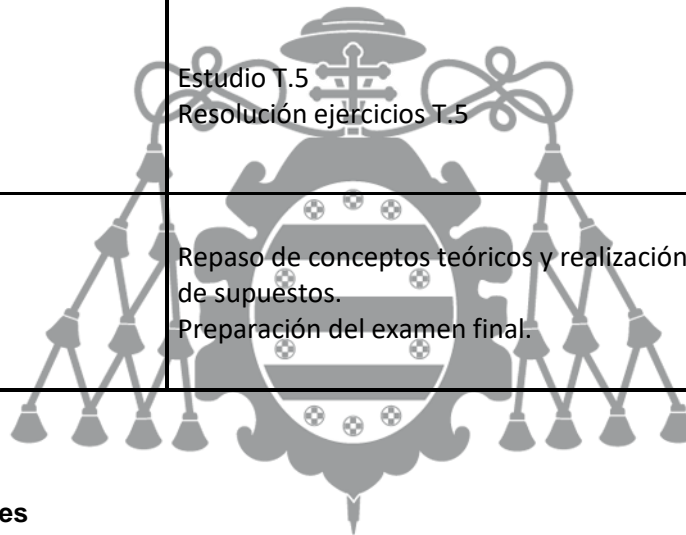 Estudio T.5
Resolución ejercicios T.5
Repaso de conceptos teóricos y realización
de supuestos.
Preparación del examen final.
es